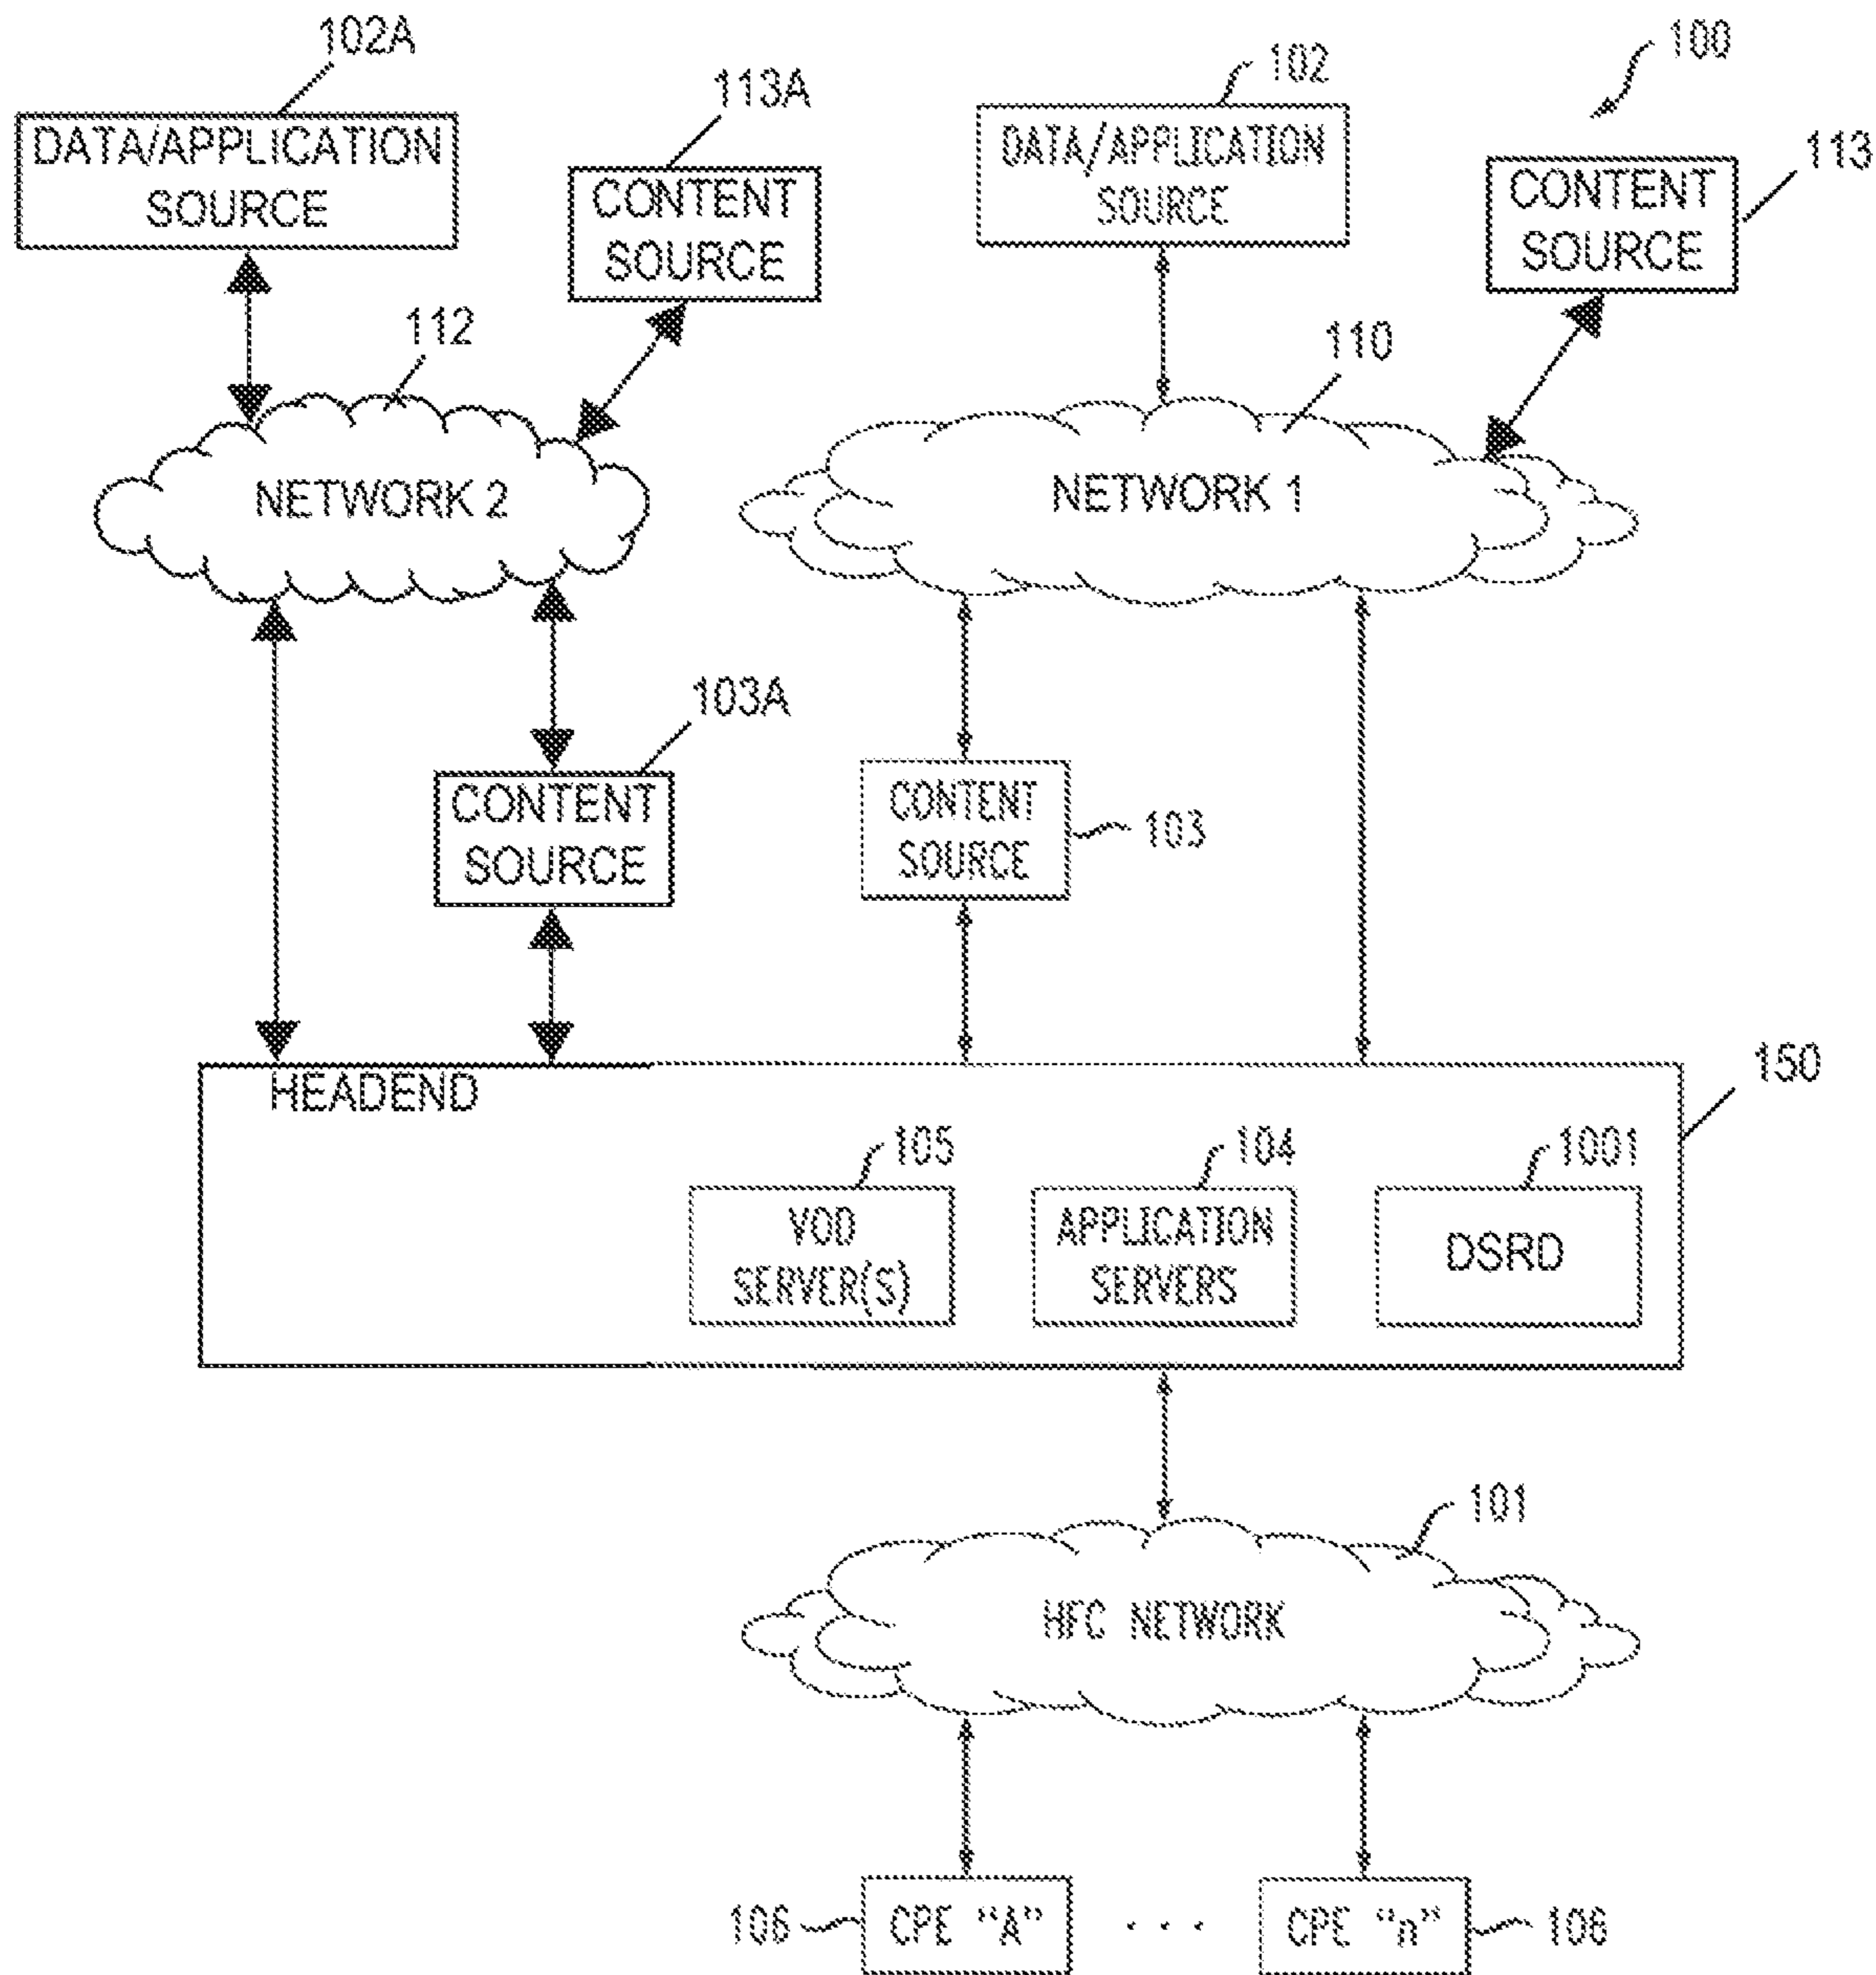 102A
102
100
113A
113
DATA/APPLICATION
SOURCE
CONTENT
SOURCE
DATA/APPLICATION
SOURCE
CONTENT
SOURCE
112
110
NETWORK 2
NETWORK 1
103A
CONTENT
SOURCE
CONTENT
SOURCE
103
150
HEADEND
105
104
1001
VOD
SERVER(S)
APPLICATION
SERVERS
DSRD
101
HFC NETWORK
106
CPE "A"
. . .
CPE "n"
106